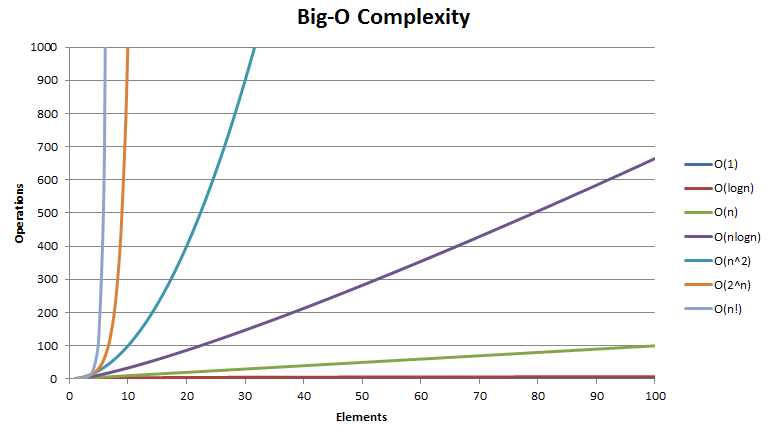 Big-O Complexity
1000
900
800
700
600
500
400
300
200
100
0
Operations
0 10 20 30 40 50 60 70 80 90 100
Elements
O(1)
O(logn)
O(n)
O(nlogn)
O(n^2)
O(2^n)
O(n!)